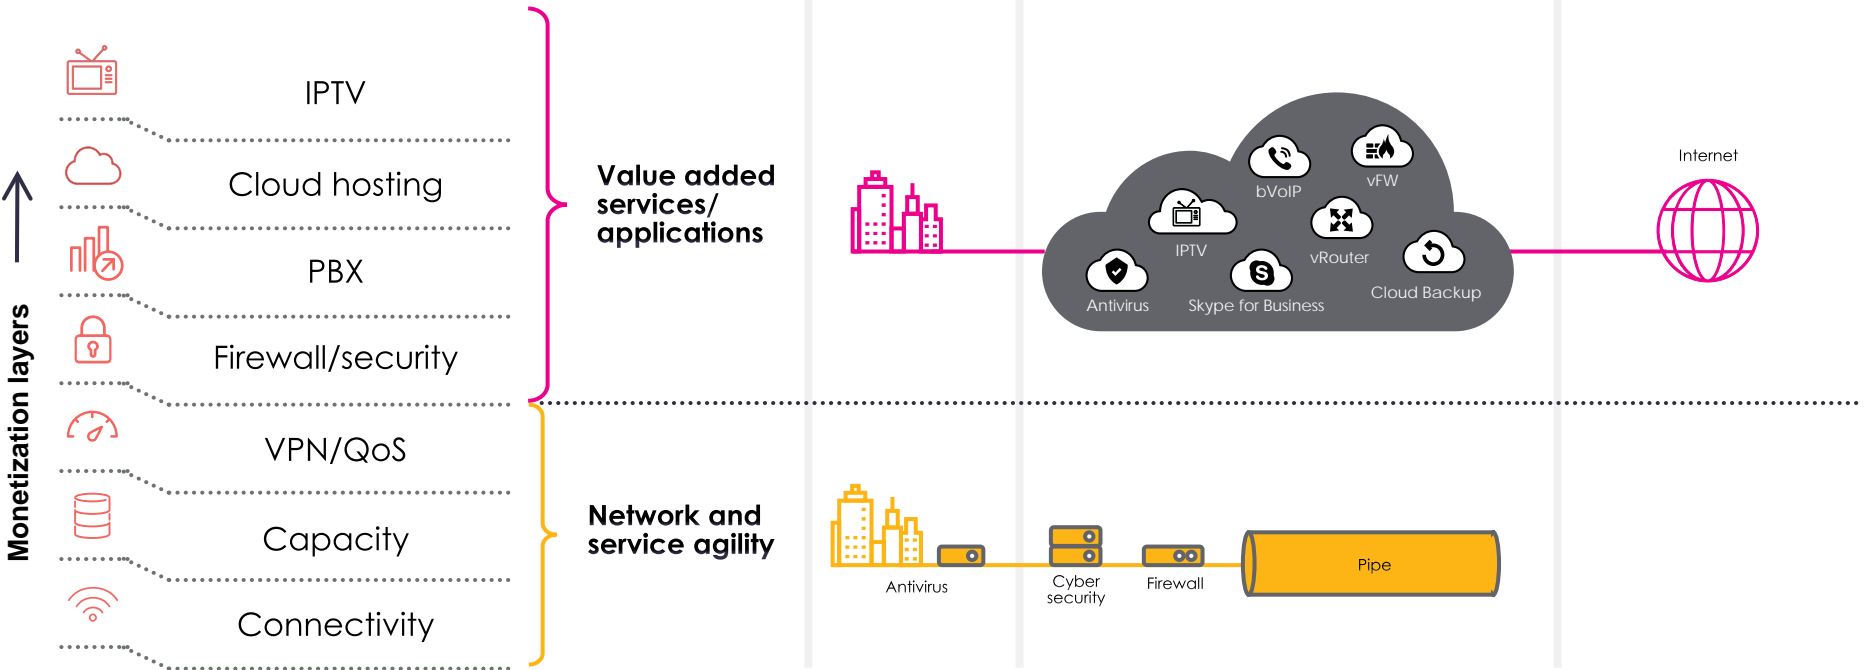 Monetization layers
IPTV
Cloud hosting
PBX
Firewall/security
VPN/QoS
Capacity
Connectivity
Value added
services/
applications
Network and
service agility
bVoIP
vFW
IPTV
vRouter
Antivirus
S
Skype for Business
Cloud Backup
Internet
Antivirus
Cyber
security
Firewall
Pipe